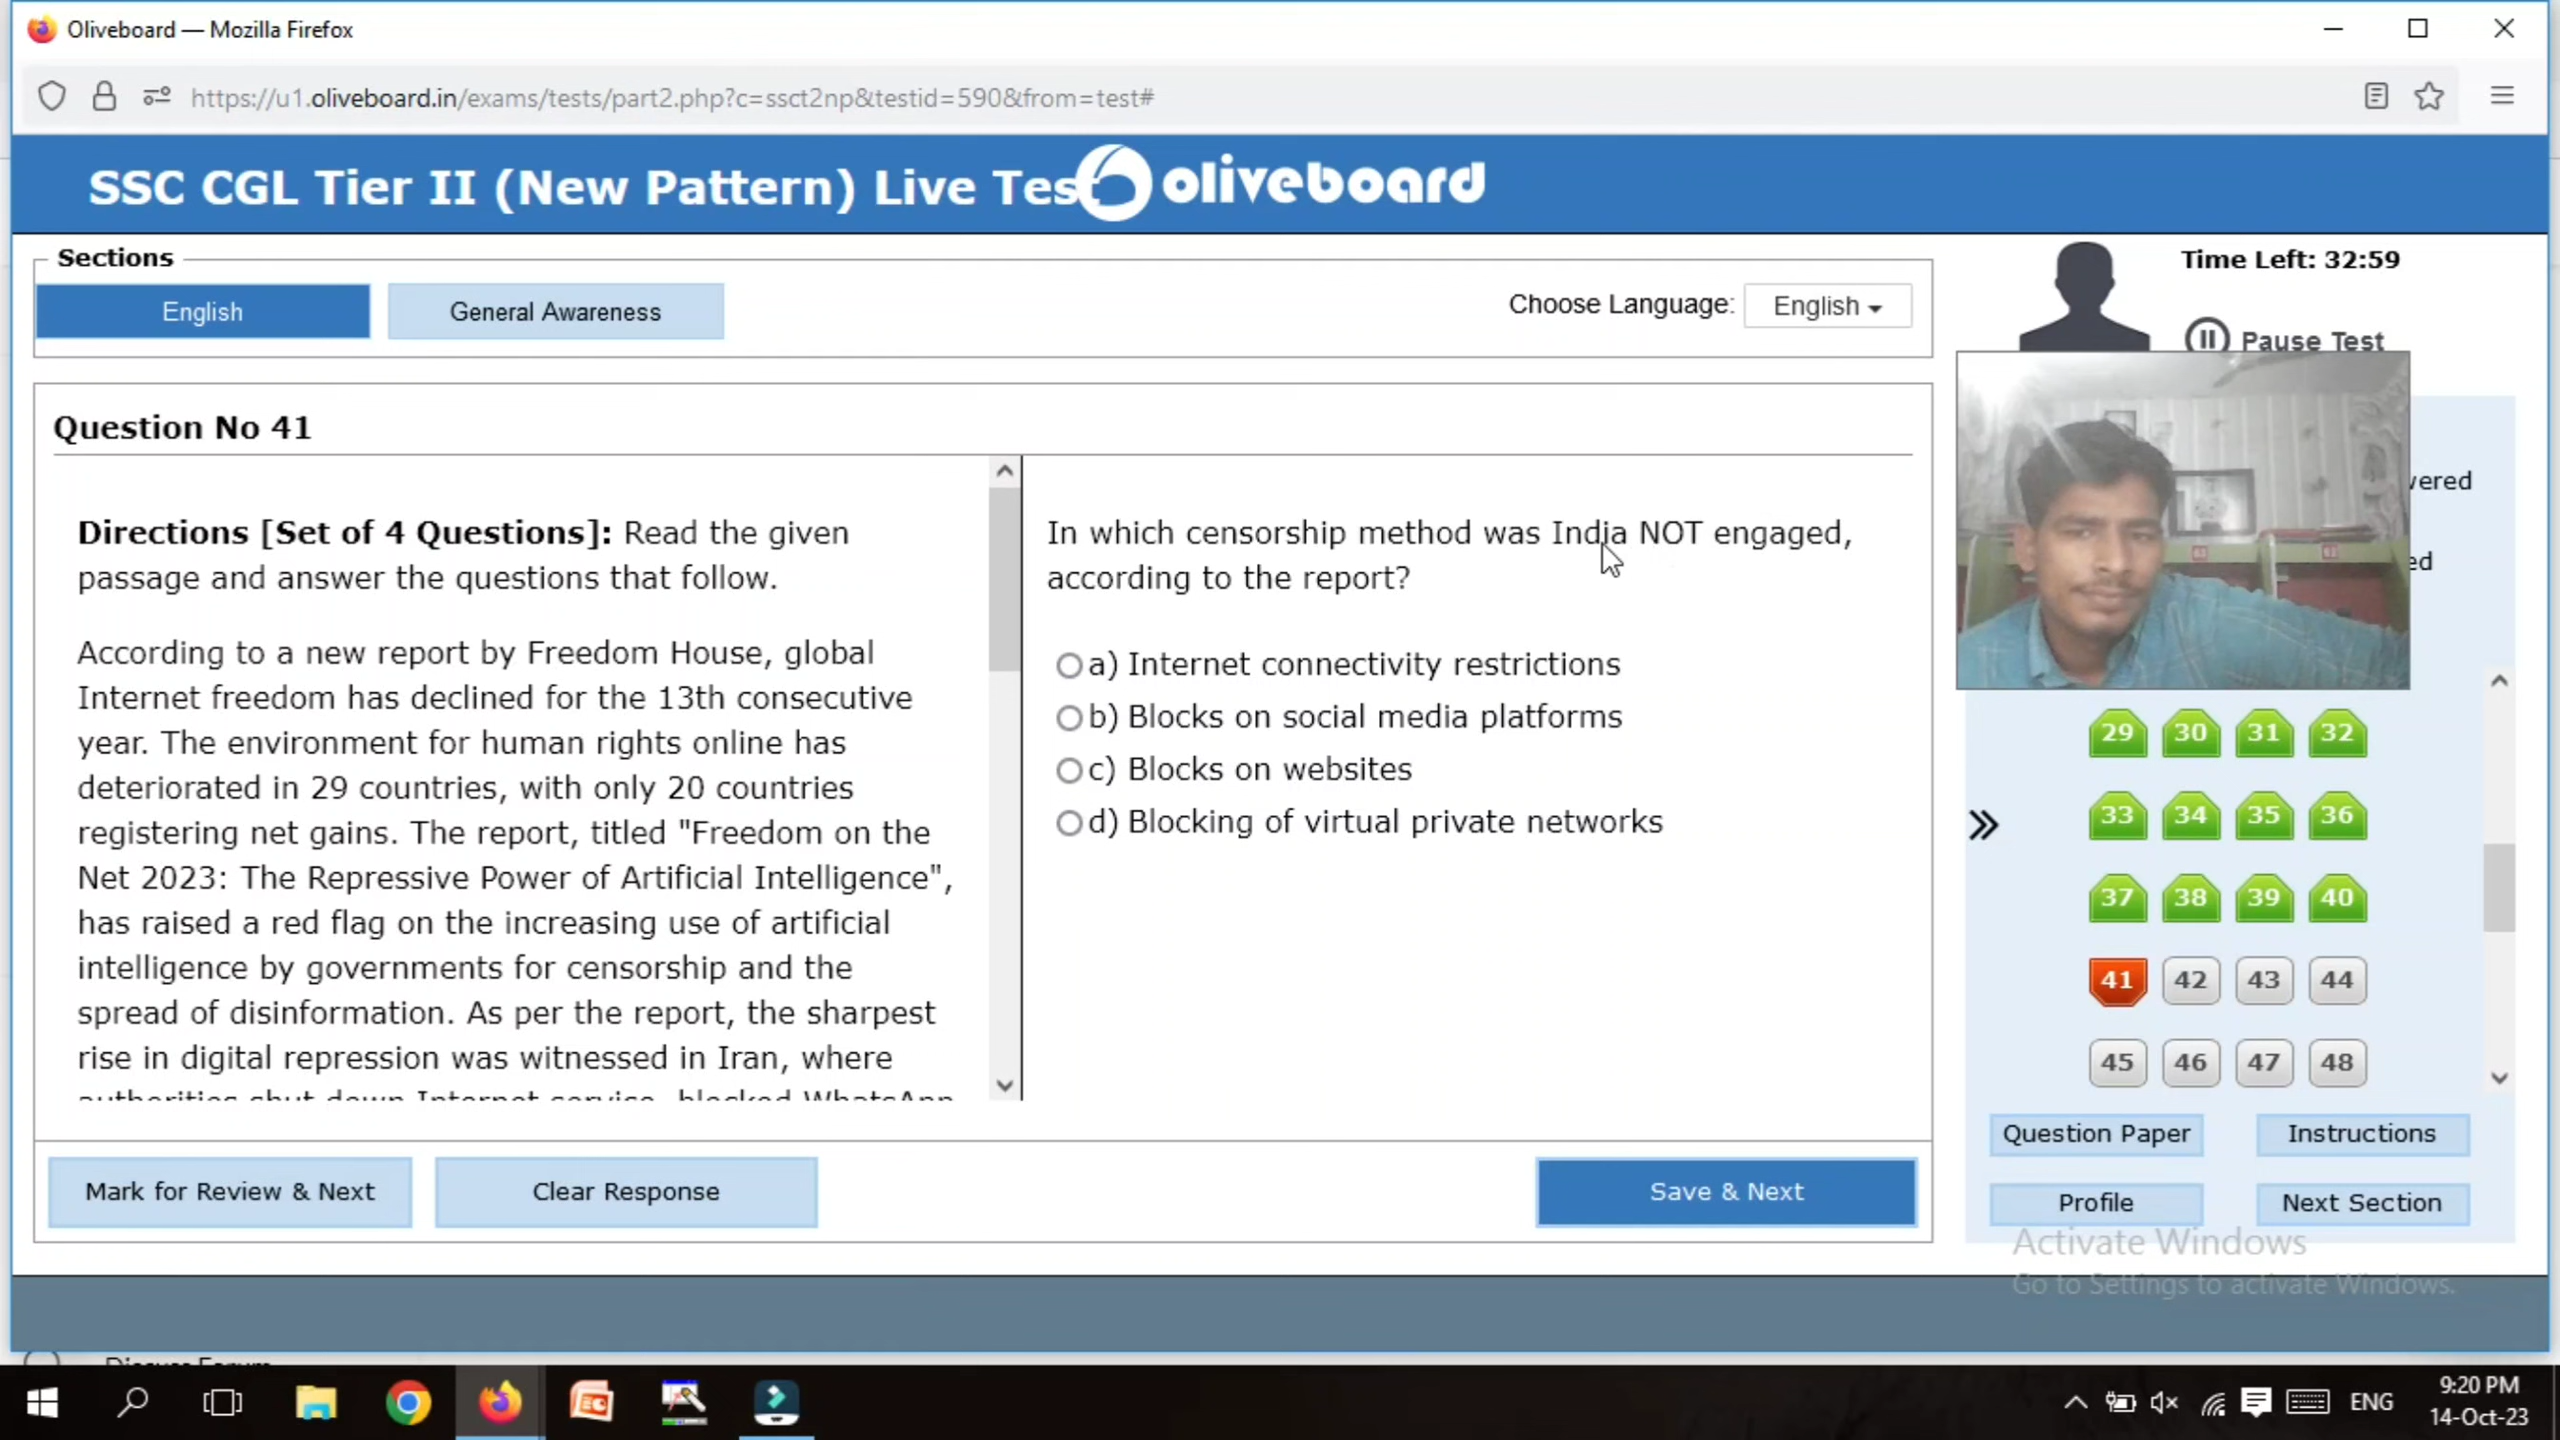 Oliveboard — Mozilla Firefox
https://u1.oliveboard.in/exams/tests/part2.php?c=ssct2np&testid=590&from=test#
SSC CGL Tier II (New Pattern) Live Tes
oliveboard
Sections
English
General Awareness
Choose Language:
English
Time Left: 32:59
Pause Test
Question No 41
Directions [Set of 4 Questions]: Read the given
passage and answer the questions that follow.
According to a new report by Freedom House, global
Internet freedom has declined for the 13th consecutive
year. The environment for human rights online has
deteriorated in 29 countries, with only 20 countries
registering net gains. The report, titled "Freedom on the
Net 2023: The Repressive Power of Artificial Intelligence",
has raised a red flag on the increasing use of artificial
intelligence by governments for censorship and the
spread of disinformation. As per the report, the sharpest
rise in digital repression was witnessed in Iran, where
authorities shut down Internet service, blocked WhatsApp
In which censorship method was India NOT engaged,
according to the report?
a) Internet connectivity restrictions
b) Blocks on social media platforms
c) Blocks on websites
d) Blocking of virtual private networks
wered
ed
29 30 31 32
33 34 35 36
37 38 39 40
41 42 43 44
45 46 47 48
Question Paper
Instructions
Profile
Next Section
Mark for Review & Next
Clear Response
Save & Next
Activate Windows
Go to Settings to activate Windows.
Discuss Forum
ENG
9:20 PM
14-Oct-23